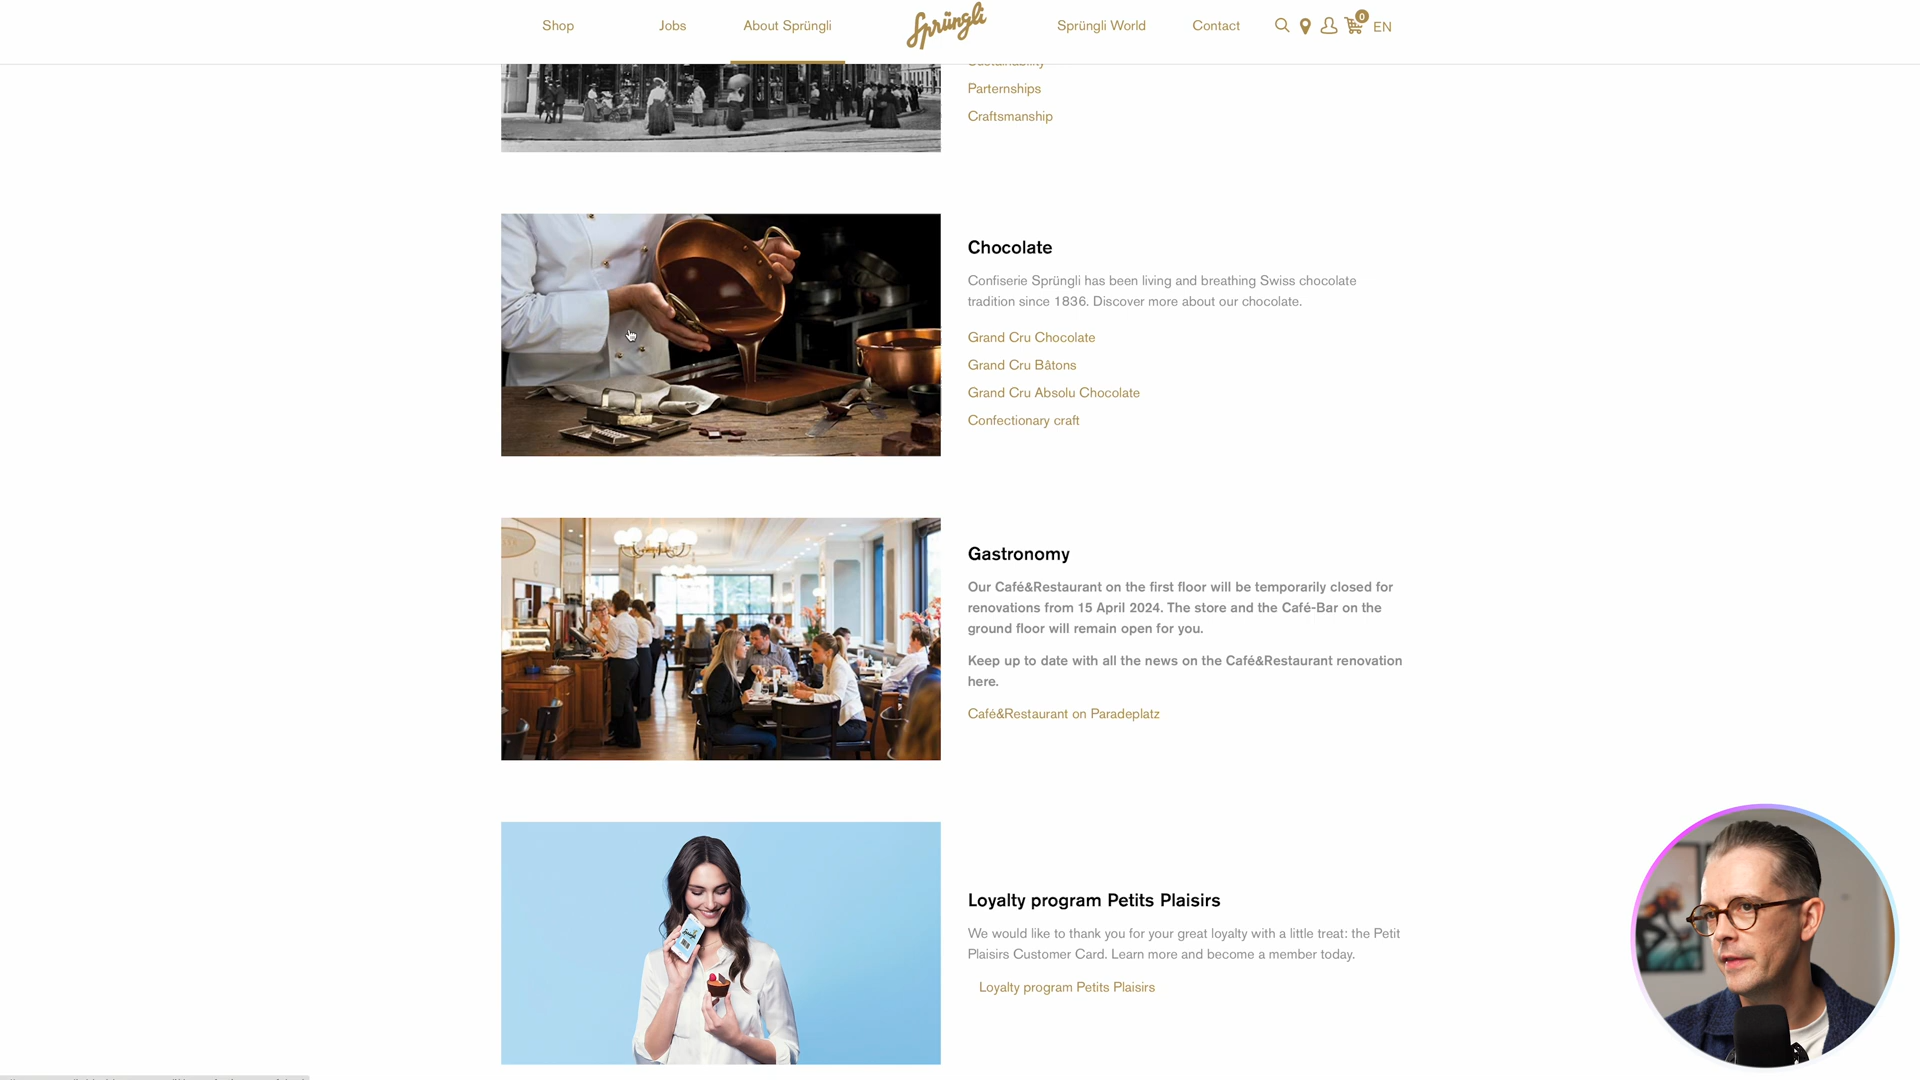 Shop
Jobs
About Sprüngli
Sprüngli
Sprüngli World
Contact
0
EN
Sustainability
Parternships
Craftsmanship
Chocolate
Confiserie Sprüngli has been living and breathing Swiss chocolate
tradition since 1836. Discover more about our chocolate.
Grand Cru Chocolate
Grand Cru Bâtons
Grand Cru Absolu Chocolate
Confectionary craft
Gastronomy
Our Café&Restaurant on the first floor will be temporarily closed for
renovations from 15 April 2024. The store and the Café-Bar on the
ground floor will remain open for you.
Keep up to date with all the news on the Café&Restaurant renovation
here.
Café&Restaurant on Paradeplatz
Loyalty program Petits Plaisirs
We would like to thank you for your great loyalty with a little treat: the Petit
Plaisirs Customer Card. Learn more and become a member today.
Loyalty program Petits Plaisirs